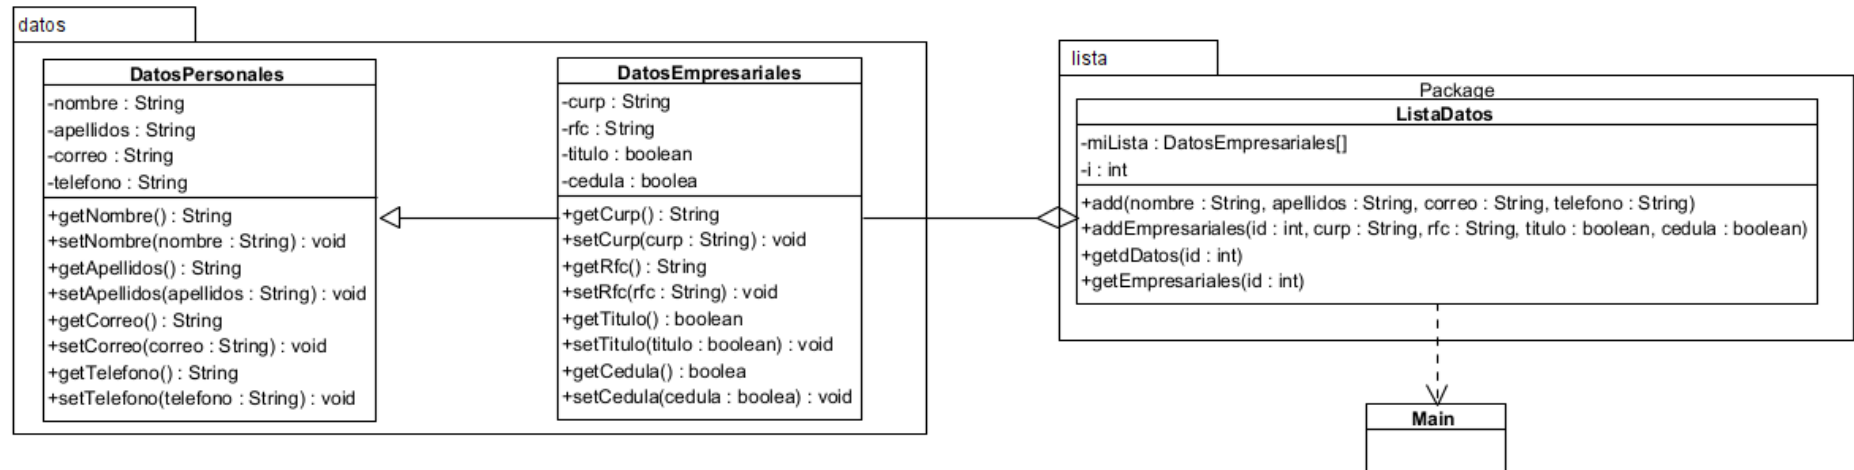 datos
DatosPersonales
-nombre : String
-apellidos : String
-correo : String
-telefono : String
+getNombre() : String
+setNombre(nombre : String) : void
+getApellidos() : String
+setApellidos(apellidos : String) : void
+getCorreo() : String
+setCorreo(correo : String) : void
+getTelefono() : String
+setTelefono(telefono : String) : void
DatosEmpresariales
-curp : String
-rfc : String
-titulo : boolean
-cedula : boolea
+getCurp() : String
+setCurp(curp : String) : void
+getRfc() : String
+setRfc(rfc : String) : void
+getTitulo() : boolean
+setTitulo(titulo : boolean) : void
+getCedula() : boolea
+setCedula(cedula : boolea) : void
lista
Package
ListaDatos
-miLista : DatosEmpresariales[]
-i : int
+add(nombre : String, apellidos : String, correo : String, telefono : String)
+addEmpresariales(id : int, curp : String, rfc : String, titulo : boolean, cedula : boolean)
+getdDatos(id : int)
+getEmpresariales(id : int)
Main